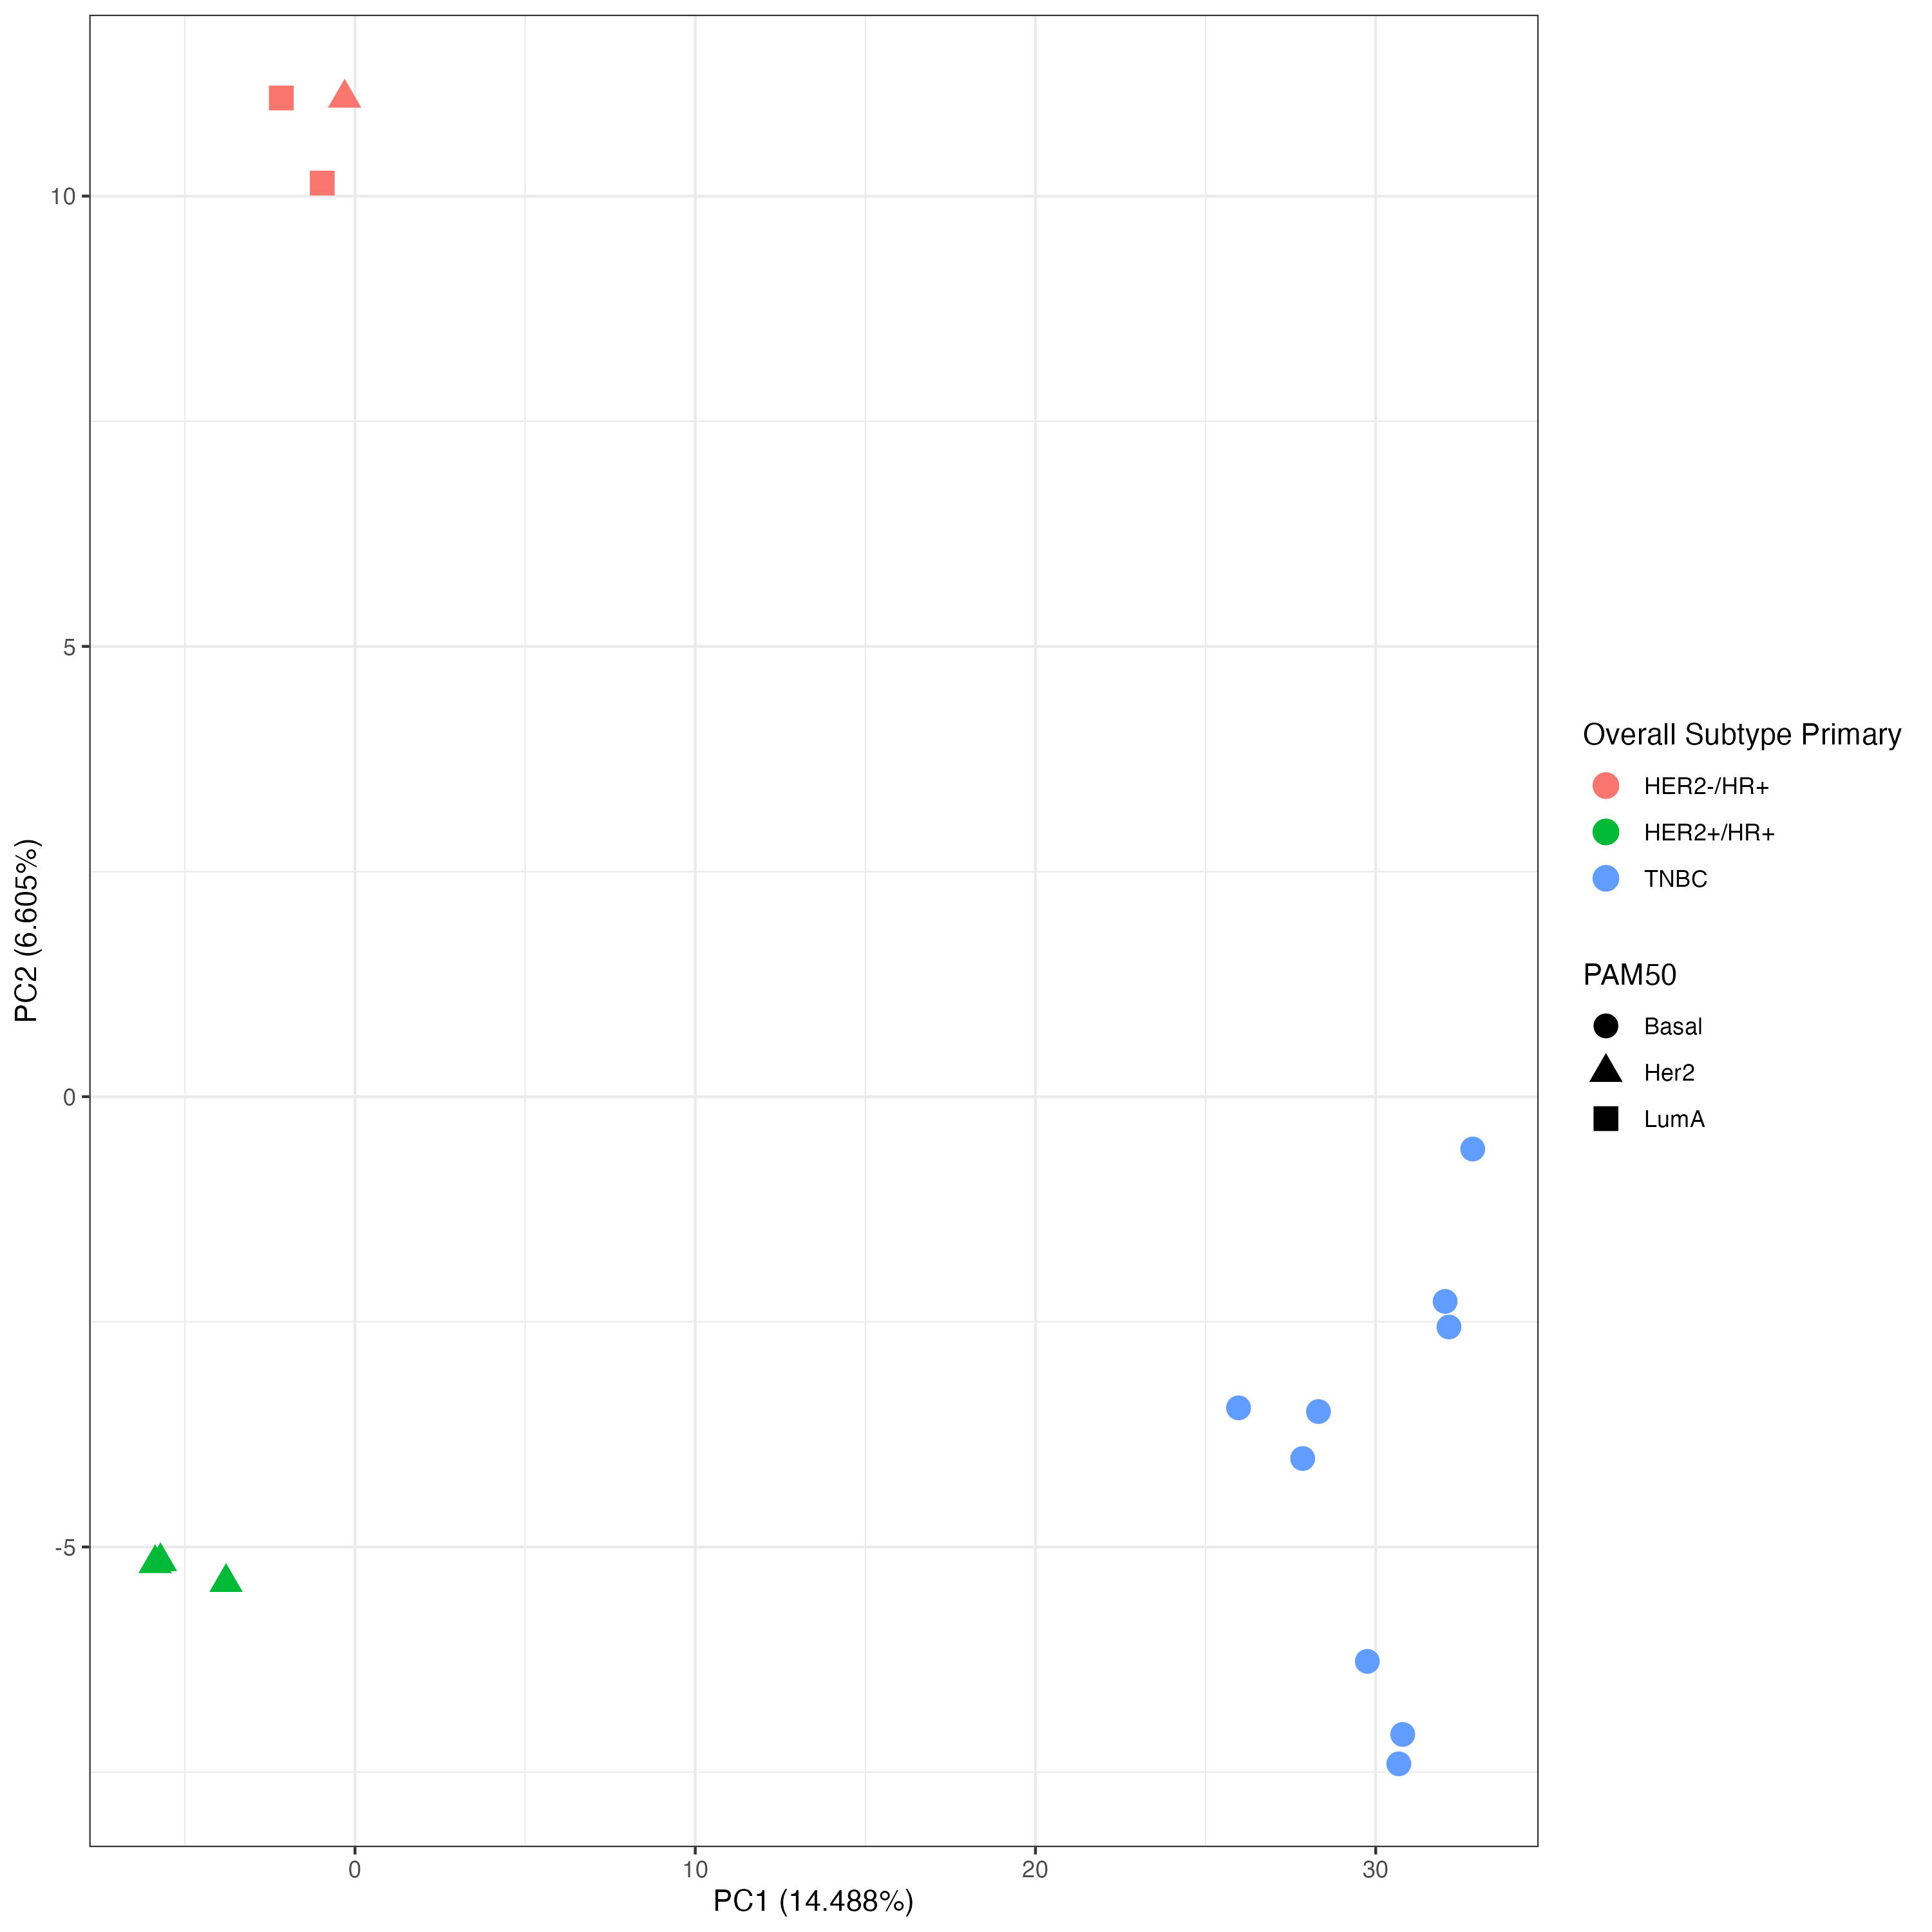 10
5
0
-5
PC2 (6.605%)
0
10
20
30
PC1 (14.488%)
Overall Subtype Primary
HER2-/HR+
HER2+/HR+
TNBC
PAM50
Basal
Her2
LumA